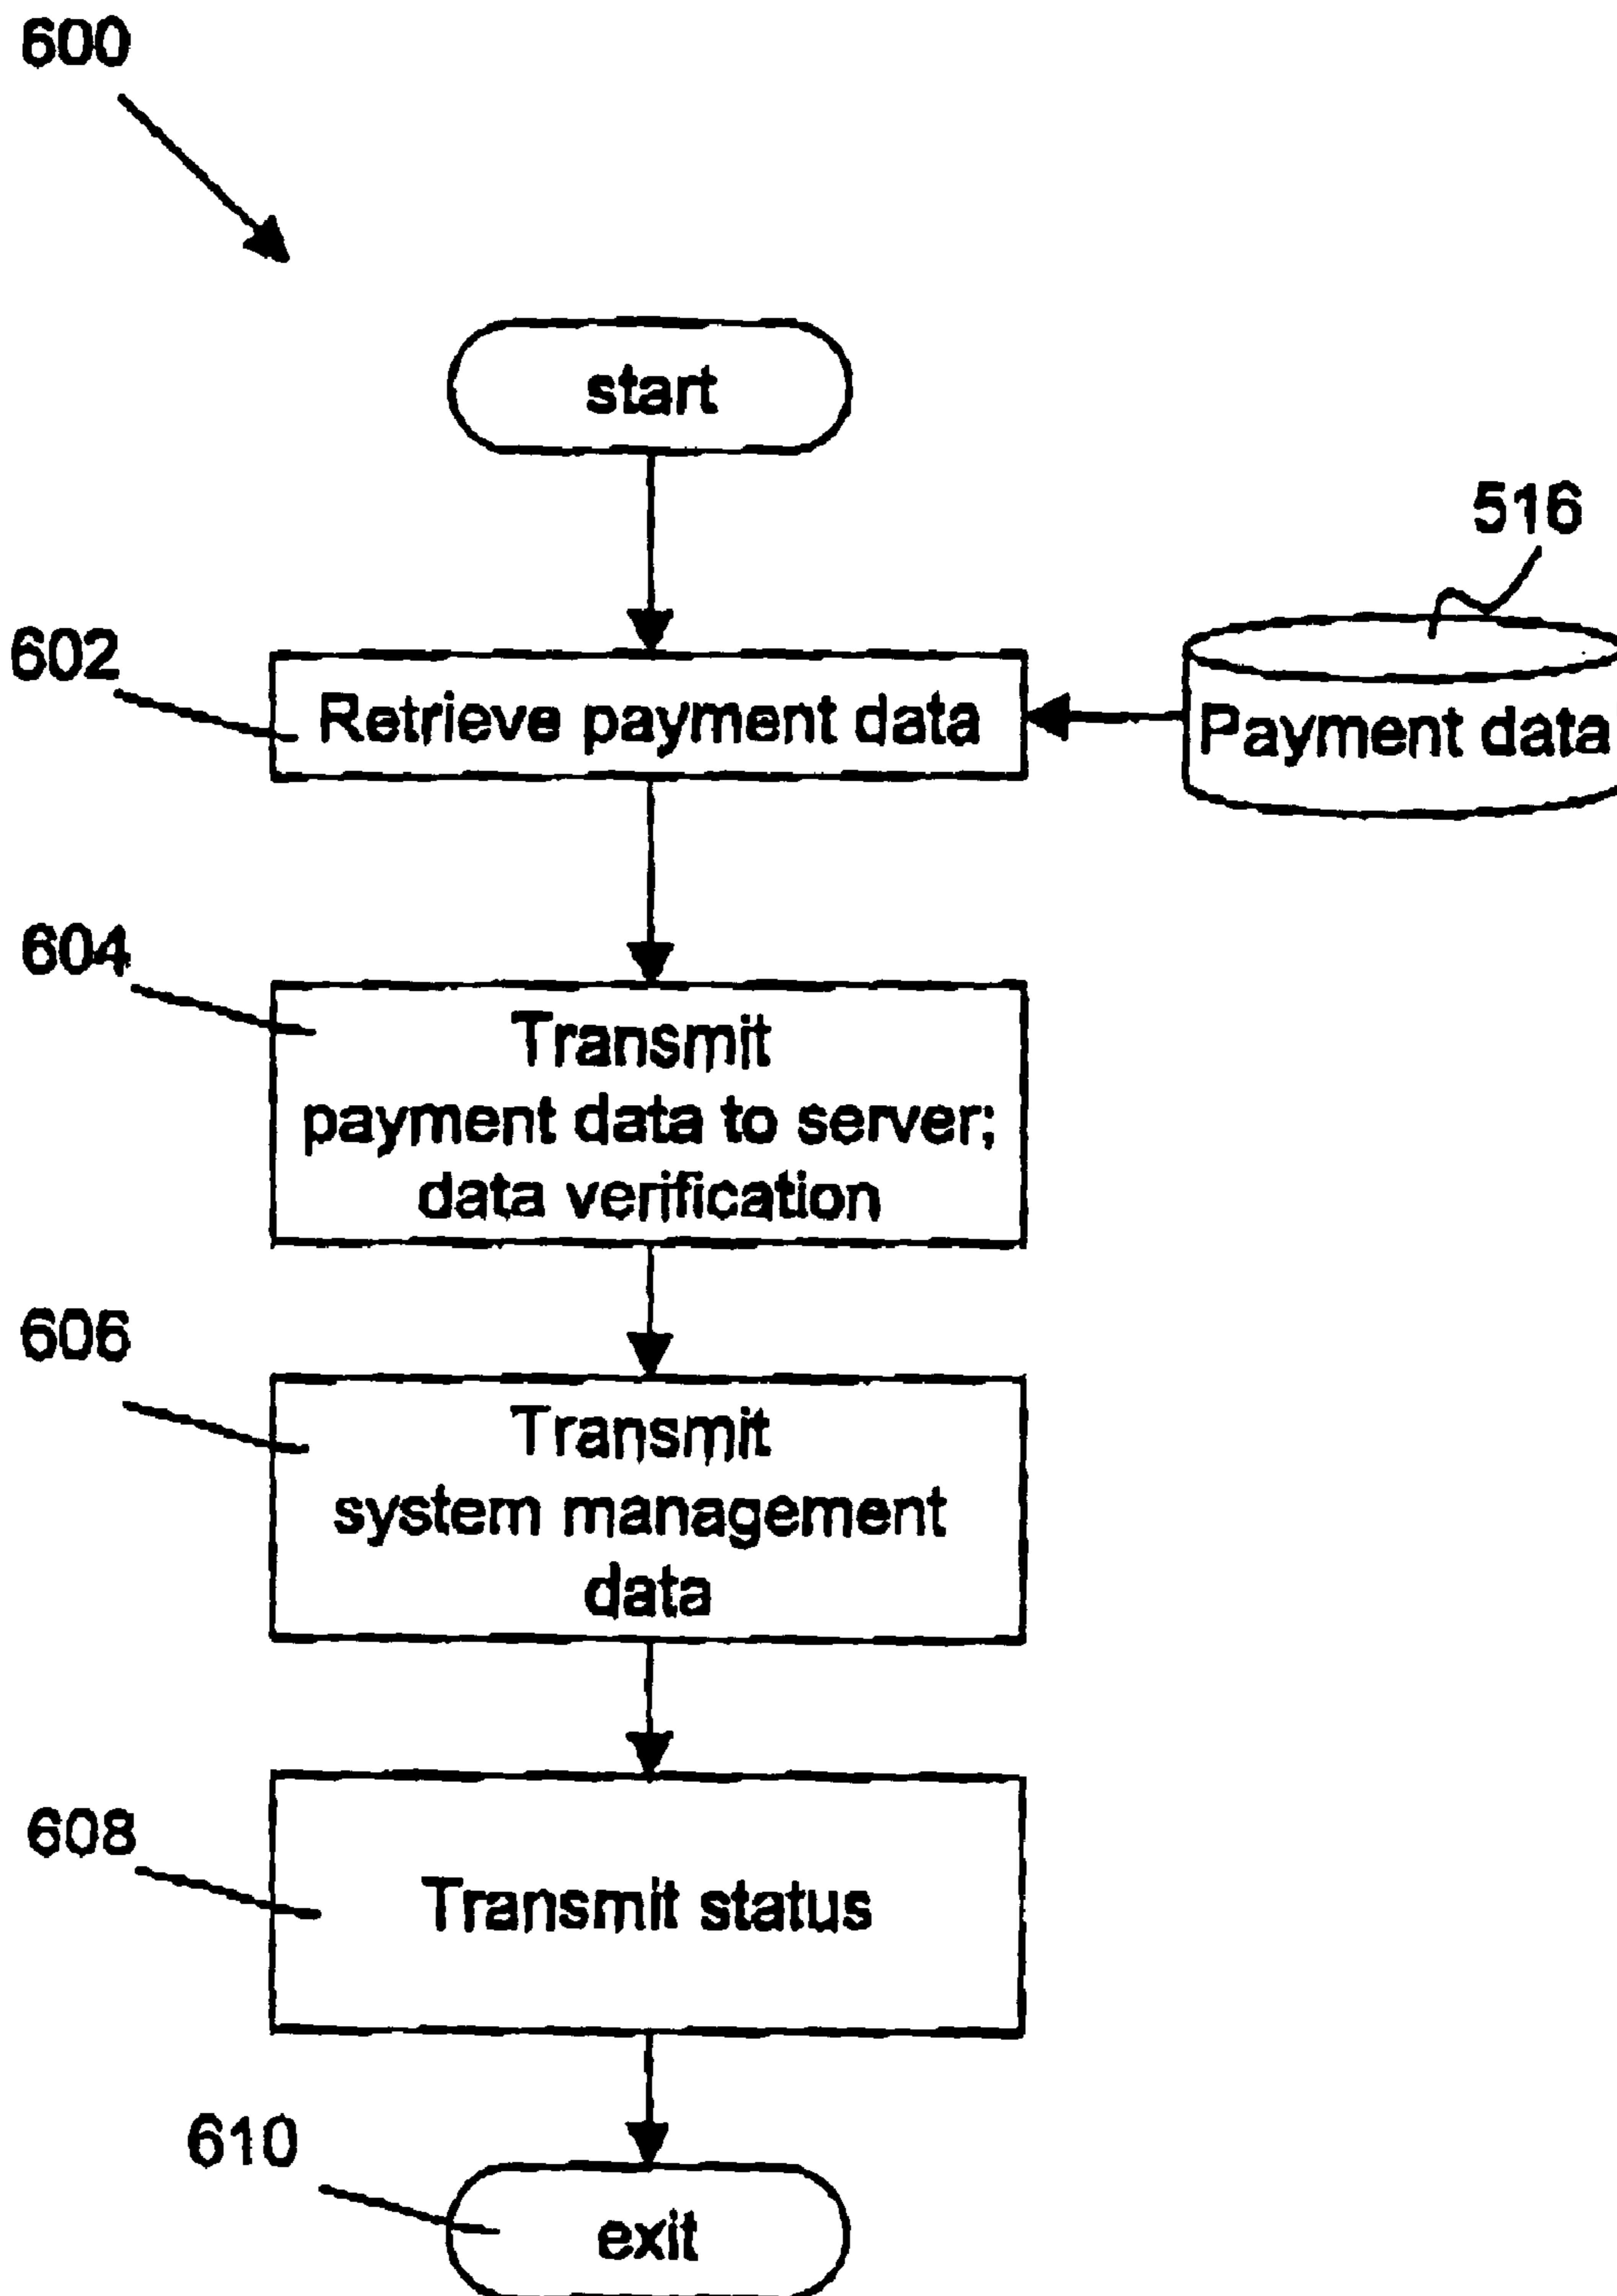 600
start
516
602
Retrieve payment data
Payment data
604
Transmit
payment data to server;
data verification
606
Transmit
system management
data
608
Transmit status
610
exit